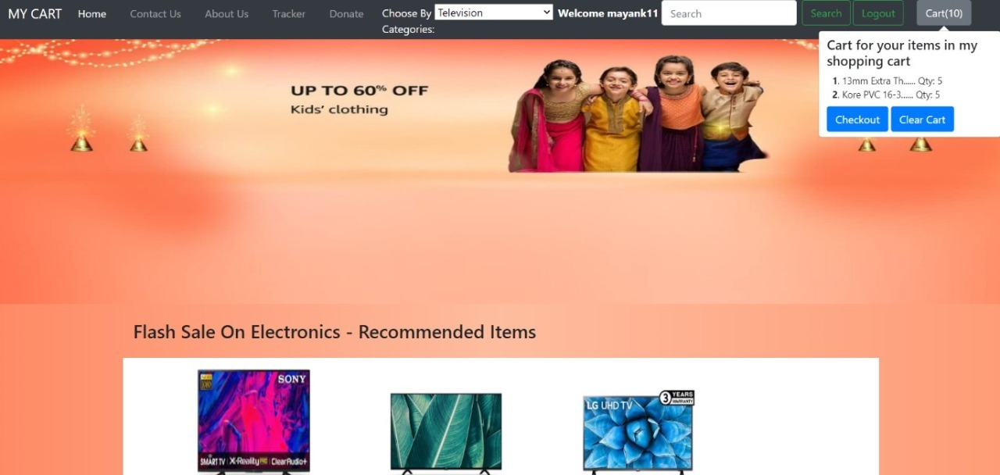 MY CART Home Contact Us About Us Tracker Donate Choose By Categories: Television Welcome mayank11 Search Search Logout Cart(10)
Cart for your items in my
shopping cart
1. 13mm Extra Th...... Qty: 5
2. Kore PVC 16-3...... Qty: 5
Checkout Clear Cart
UP TO 60% OFF
Kids' clothing
Flash Sale On Electronics - Recommended Items
SONY
SMART TV | X-Reality PRO | ClearAudio+
LG UHD TV
3 YEARS
WARRANTY